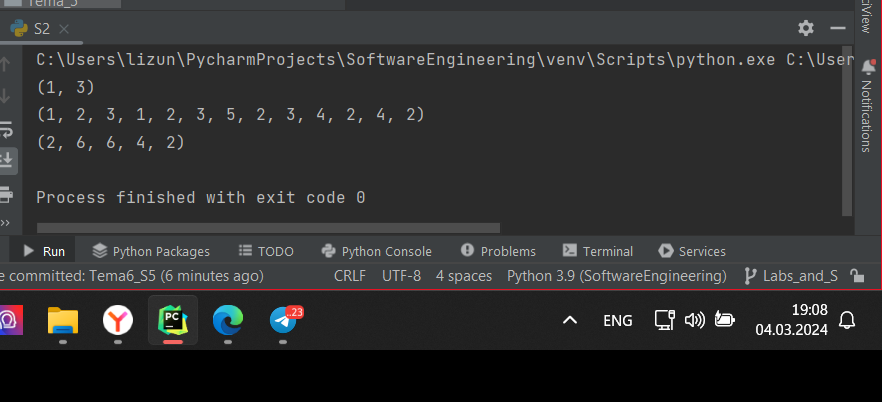 Tema_5
S2
C:\Users\lizun\PycharmProjects\SoftwareEngineering\venv\Scripts\python.exe C:\User
(1, 3)
(1, 2, 3, 1, 2, 3, 5, 2, 3, 4, 2, 4, 2)
(2, 6, 6, 4, 2)
Process finished with exit code 0
ciView
Notifications
Run Python Packages TODO Python Console Problems Terminal Services
e committed: Tema6_S5 (6 minutes ago) CRLF UTF-8 4 spaces Python 3.9 (SoftwareEngineering) Labs_and_S
PC
..23
ENG
19:08
04.03.2024